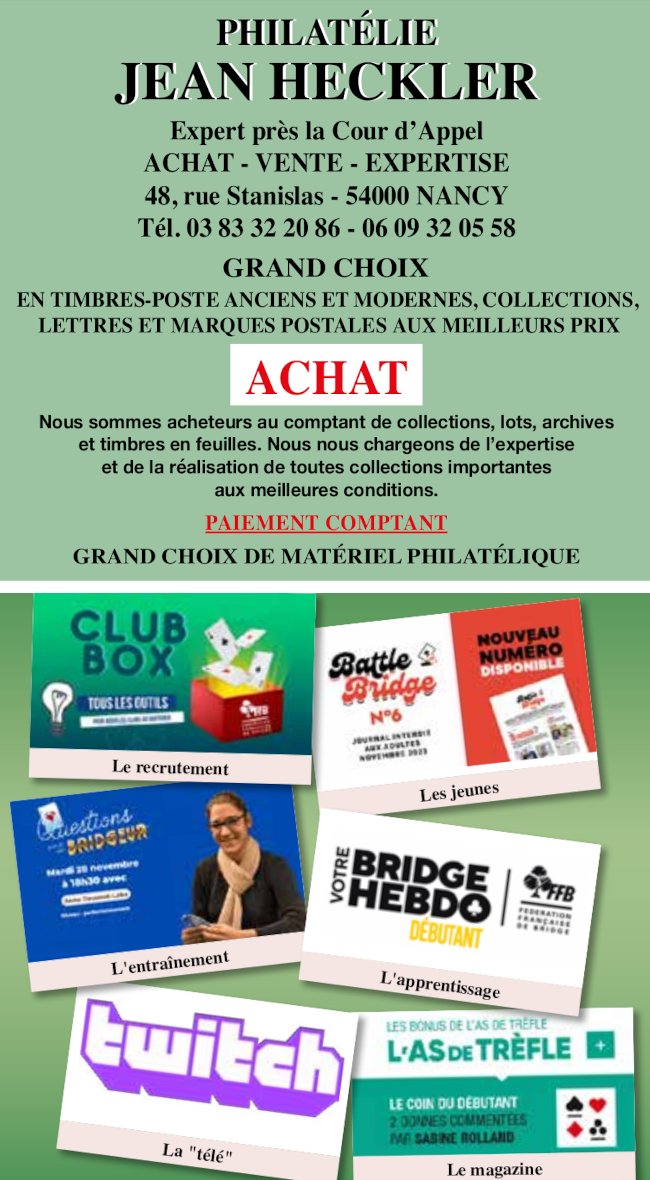 PHILATÉLIE
JEAN HECKLER
Expert près la Cour d’Appel
ACHAT - VENTE - EXPERTISE
48, rue Stanislas - 54000 NANCY
Tél. 03 83 32 20 86 - 06 09 32 05 58
GRAND CHOIX
EN TIMBRES-POSTE ANCIENS ET MODERNES, COLLECTIONS,
LETTRES ET MARQUES POSTALES AUX MEILLEURS PRIX
ACHAT
Nous sommes acheteurs au comptant de collections, lots, archives
et timbres en feuilles. Nous nous chargeons de l’expertise
et de la réalisation de toutes collections importantes
aux meilleures conditions.
PAIEMENT COMPTANT
GRAND CHOIX DE MATÉRIEL PHILATÉLIQUE
CLUB
BOX
TOUS LES OUTILS
FFB
Le recrutement
Battle
Bridge
N°6
JOURNAL INTERDIT
AUX ADULTES
NOVEMBRE 2023
NOUVEAU
NUMÉRO
DISPONIBLE
Battle
Bridge
Les jeunes
Questions
BRIDGEUR
Mardi 28 novembre
à 18h30 avec
L'entraînement
VOTRE
BRIDGE
HEBDO
DÉBUTANT
FFB
FEDERATION
FRANÇAISE
DE BRIDGE
L'apprentissage
twitch
La "télé"
LES BONUS DE L'AS DE TRÈFLE
L'AS DE TRÈFLE +
LE COIN DU DÉBUTANT
2 DONNES COMMENTÉES
PAR SABINE ROLLAND
Le magazine